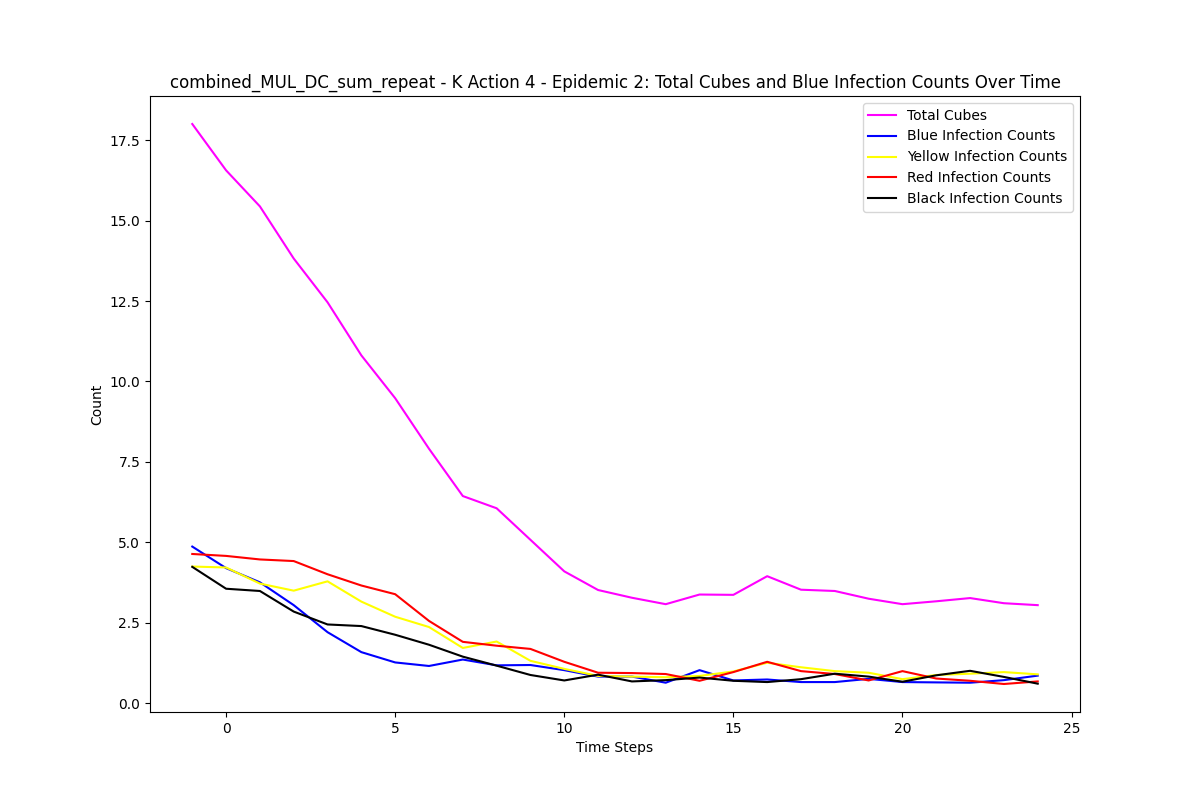 combined_MUL_DC_sum_repeat - K Action 4 - Epidemic 2: Total Cubes and Blue Infection Counts Over Time
Total Cubes
Blue Infection Counts
Yellow Infection Counts
Red Infection Counts
Black Infection Counts
17.5
15.0
12.5
10.0
7.5
5.0
2.5
0.0
Count
0 5 10 15 20 25
Time Steps